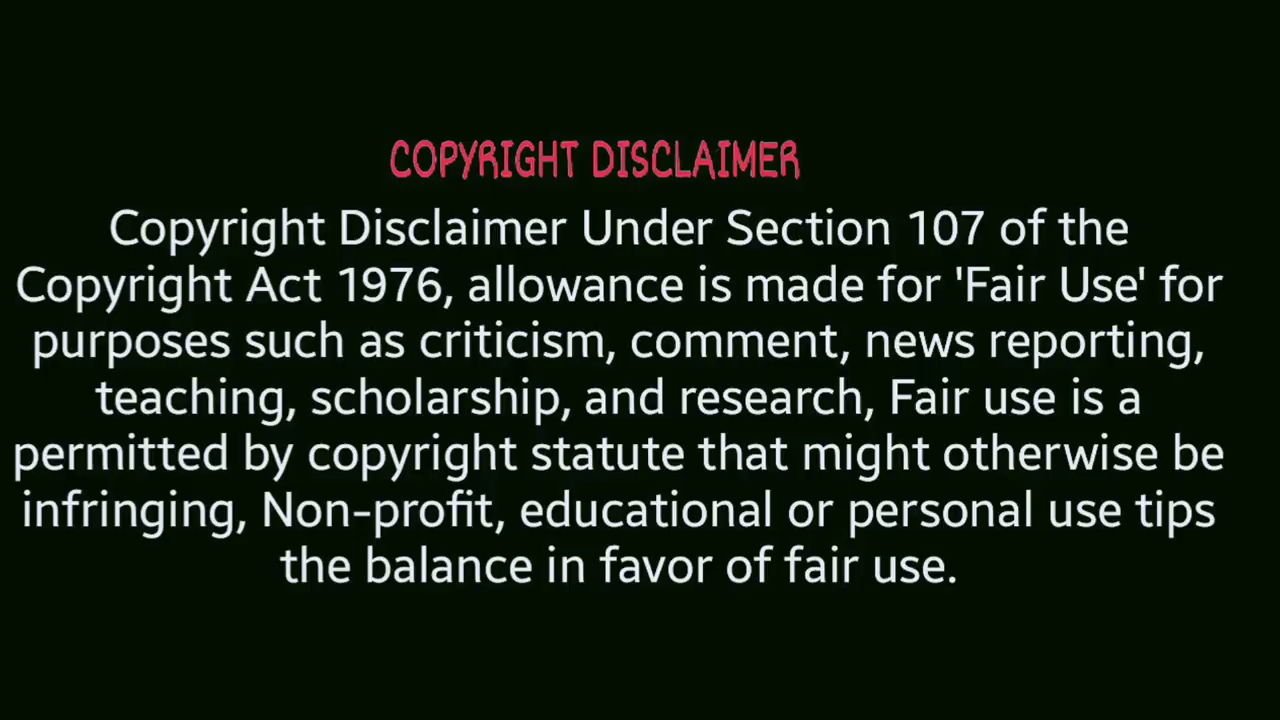 COPYRIGHT DISCLAIMER
Copyright Disclaimer Under Section 107 of the
Copyright Act 1976, allowance is made for 'Fair Use' for
purposes such as criticism, comment, news reporting,
teaching, scholarship, and research, Fair use is a
permitted by copyright statute that might otherwise be
infringing, Non-profit, educational or personal use tips
the balance in favor of fair use.